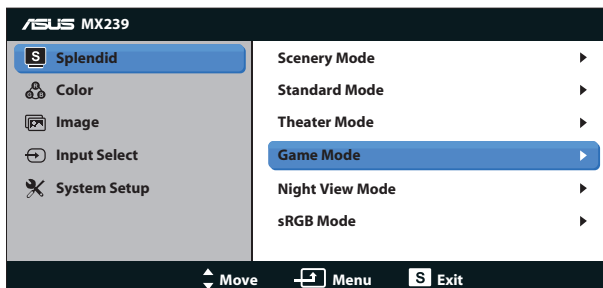 ASUS MX239
S Splendid
Color
Image
Input Select
System Setup
Scenery Mode
Standard Mode
Theater Mode
Game Mode
Night View Mode
sRGB Mode
Move Menu S Exit